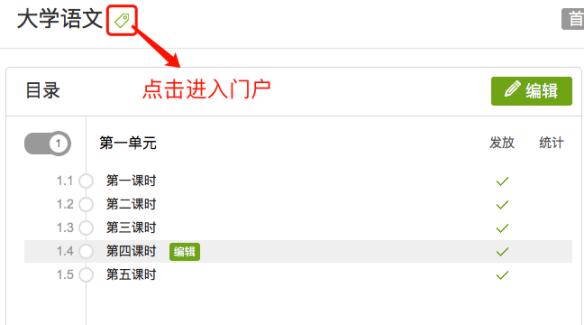 大学语文 首
点击进入门户
目录 编辑
1 第一单元 发放 统计
1.1 第一课时
1.2 第二课时
1.3 第三课时
1.4 第四课时 编辑
1.5 第五课时